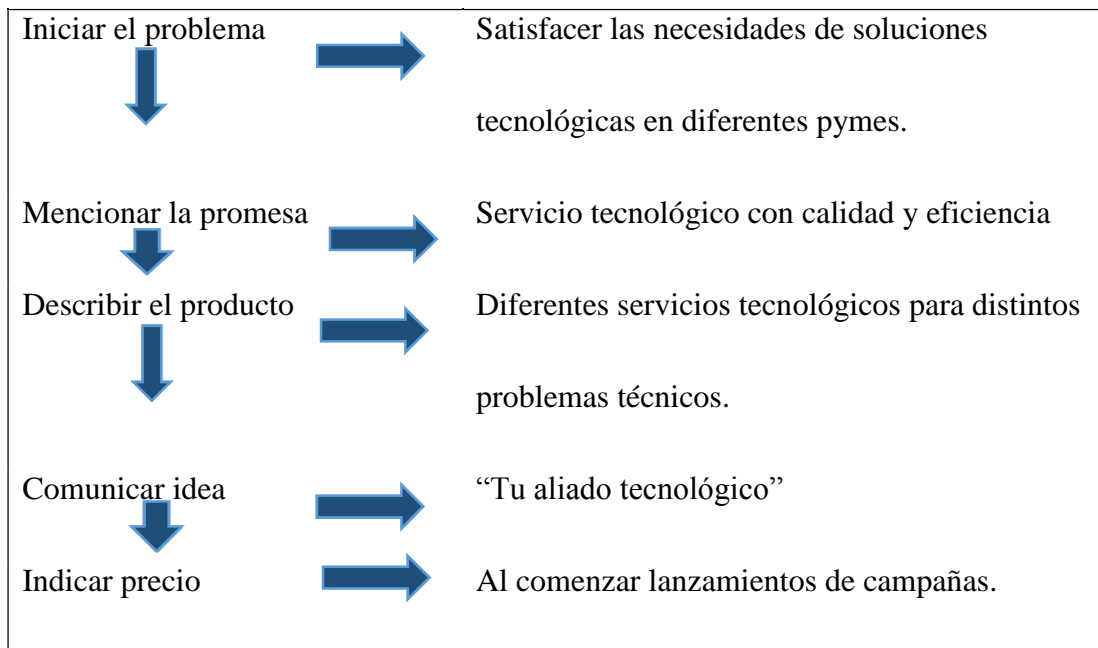 Iniciar el problema
Satisfacer las necesidades de soluciones
tecnológicas en diferentes pymes.
Mencionar la promesa
Servicio tecnológico con calidad y eficiencia
Describir el producto
Diferentes servicios tecnológicos para distintos
problemas técnicos.
Comunicar idea
“Tu aliado tecnológico”
Indicar precio
Al comenzar lanzamientos de campañas.